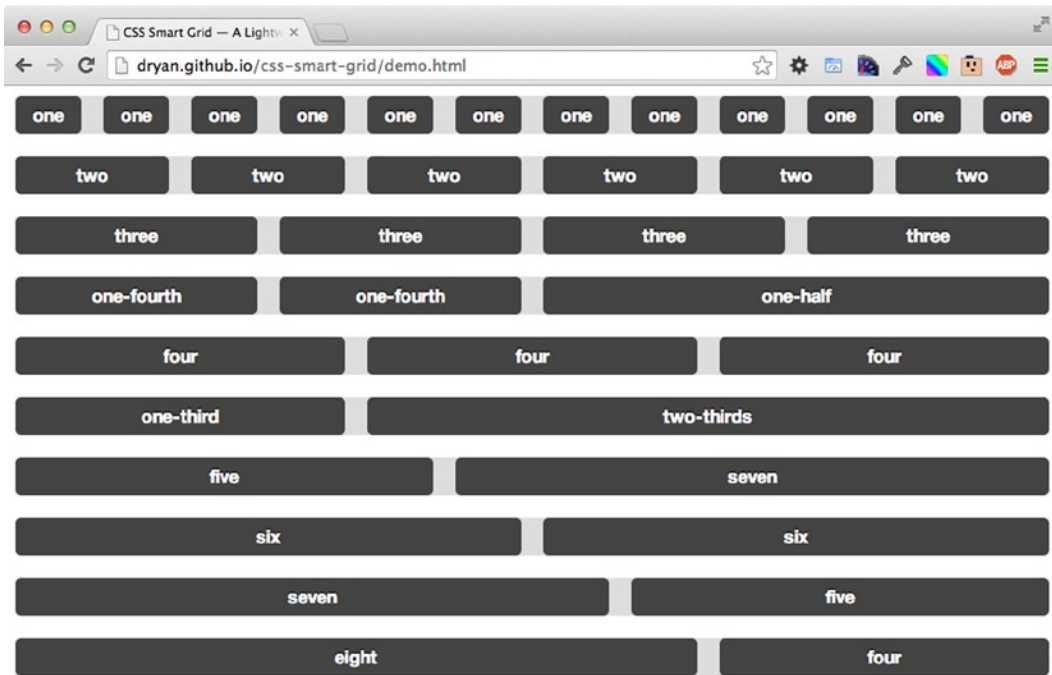 CSS Smart Grid — A Lightw
dryan.github.io/css-smart-grid/demo.html
ABP
one one one one one one one one one one one one
two two two two two two
three three three three
one-fourth one-fourth one-half
four four four
one-third two-thirds
five seven
six six
seven five
eight four